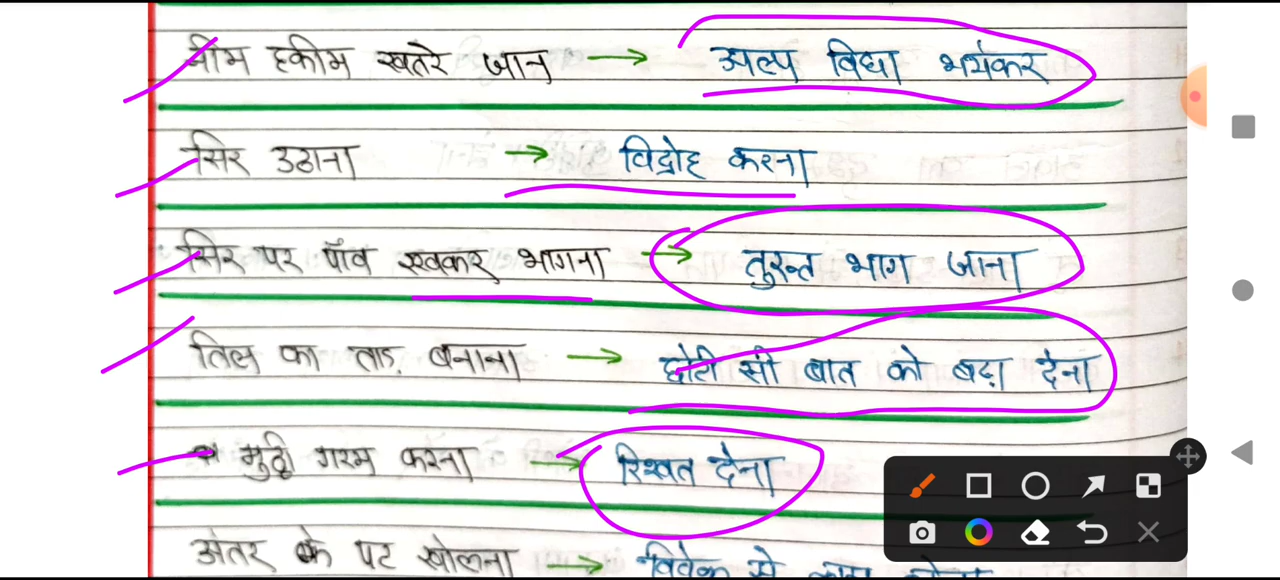 नीम हकीम खतरे जान → अल्प विद्या भयंकर
सिर उठाना → विद्रोह करना
सिर पर पाँव रखकर भागना → तुरन्त भाग जाना
तिल का ताड़ बनाना → छोटी सी बात को बढ़ा देना
मुट्ठी गरम करना → रिश्वत देना
अंतर के पट खोलना → विवेक से काम लेना